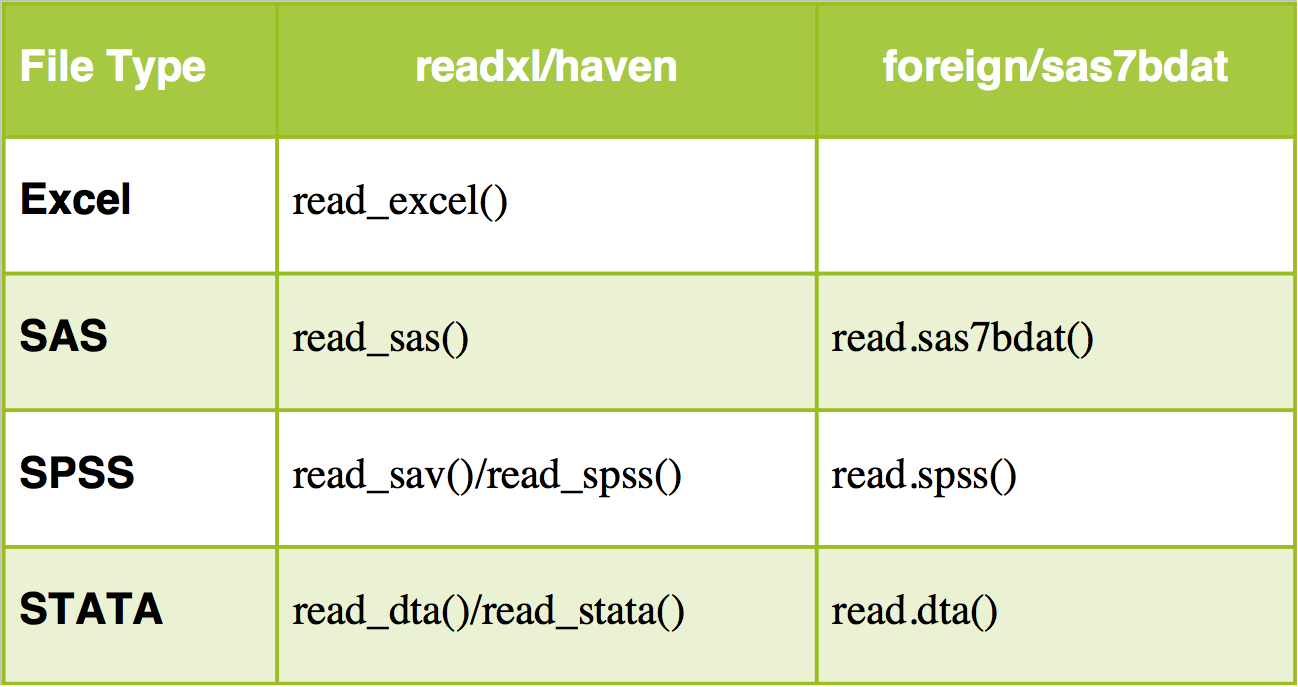 File Type readxl/haven foreign/sas7bdat
Excel read_excel()
SAS read_sas() read.sas7bdat()
SPSS read_sav()/read_spss() read.spss()
STATA read_dta()/read_stata() read.dta()